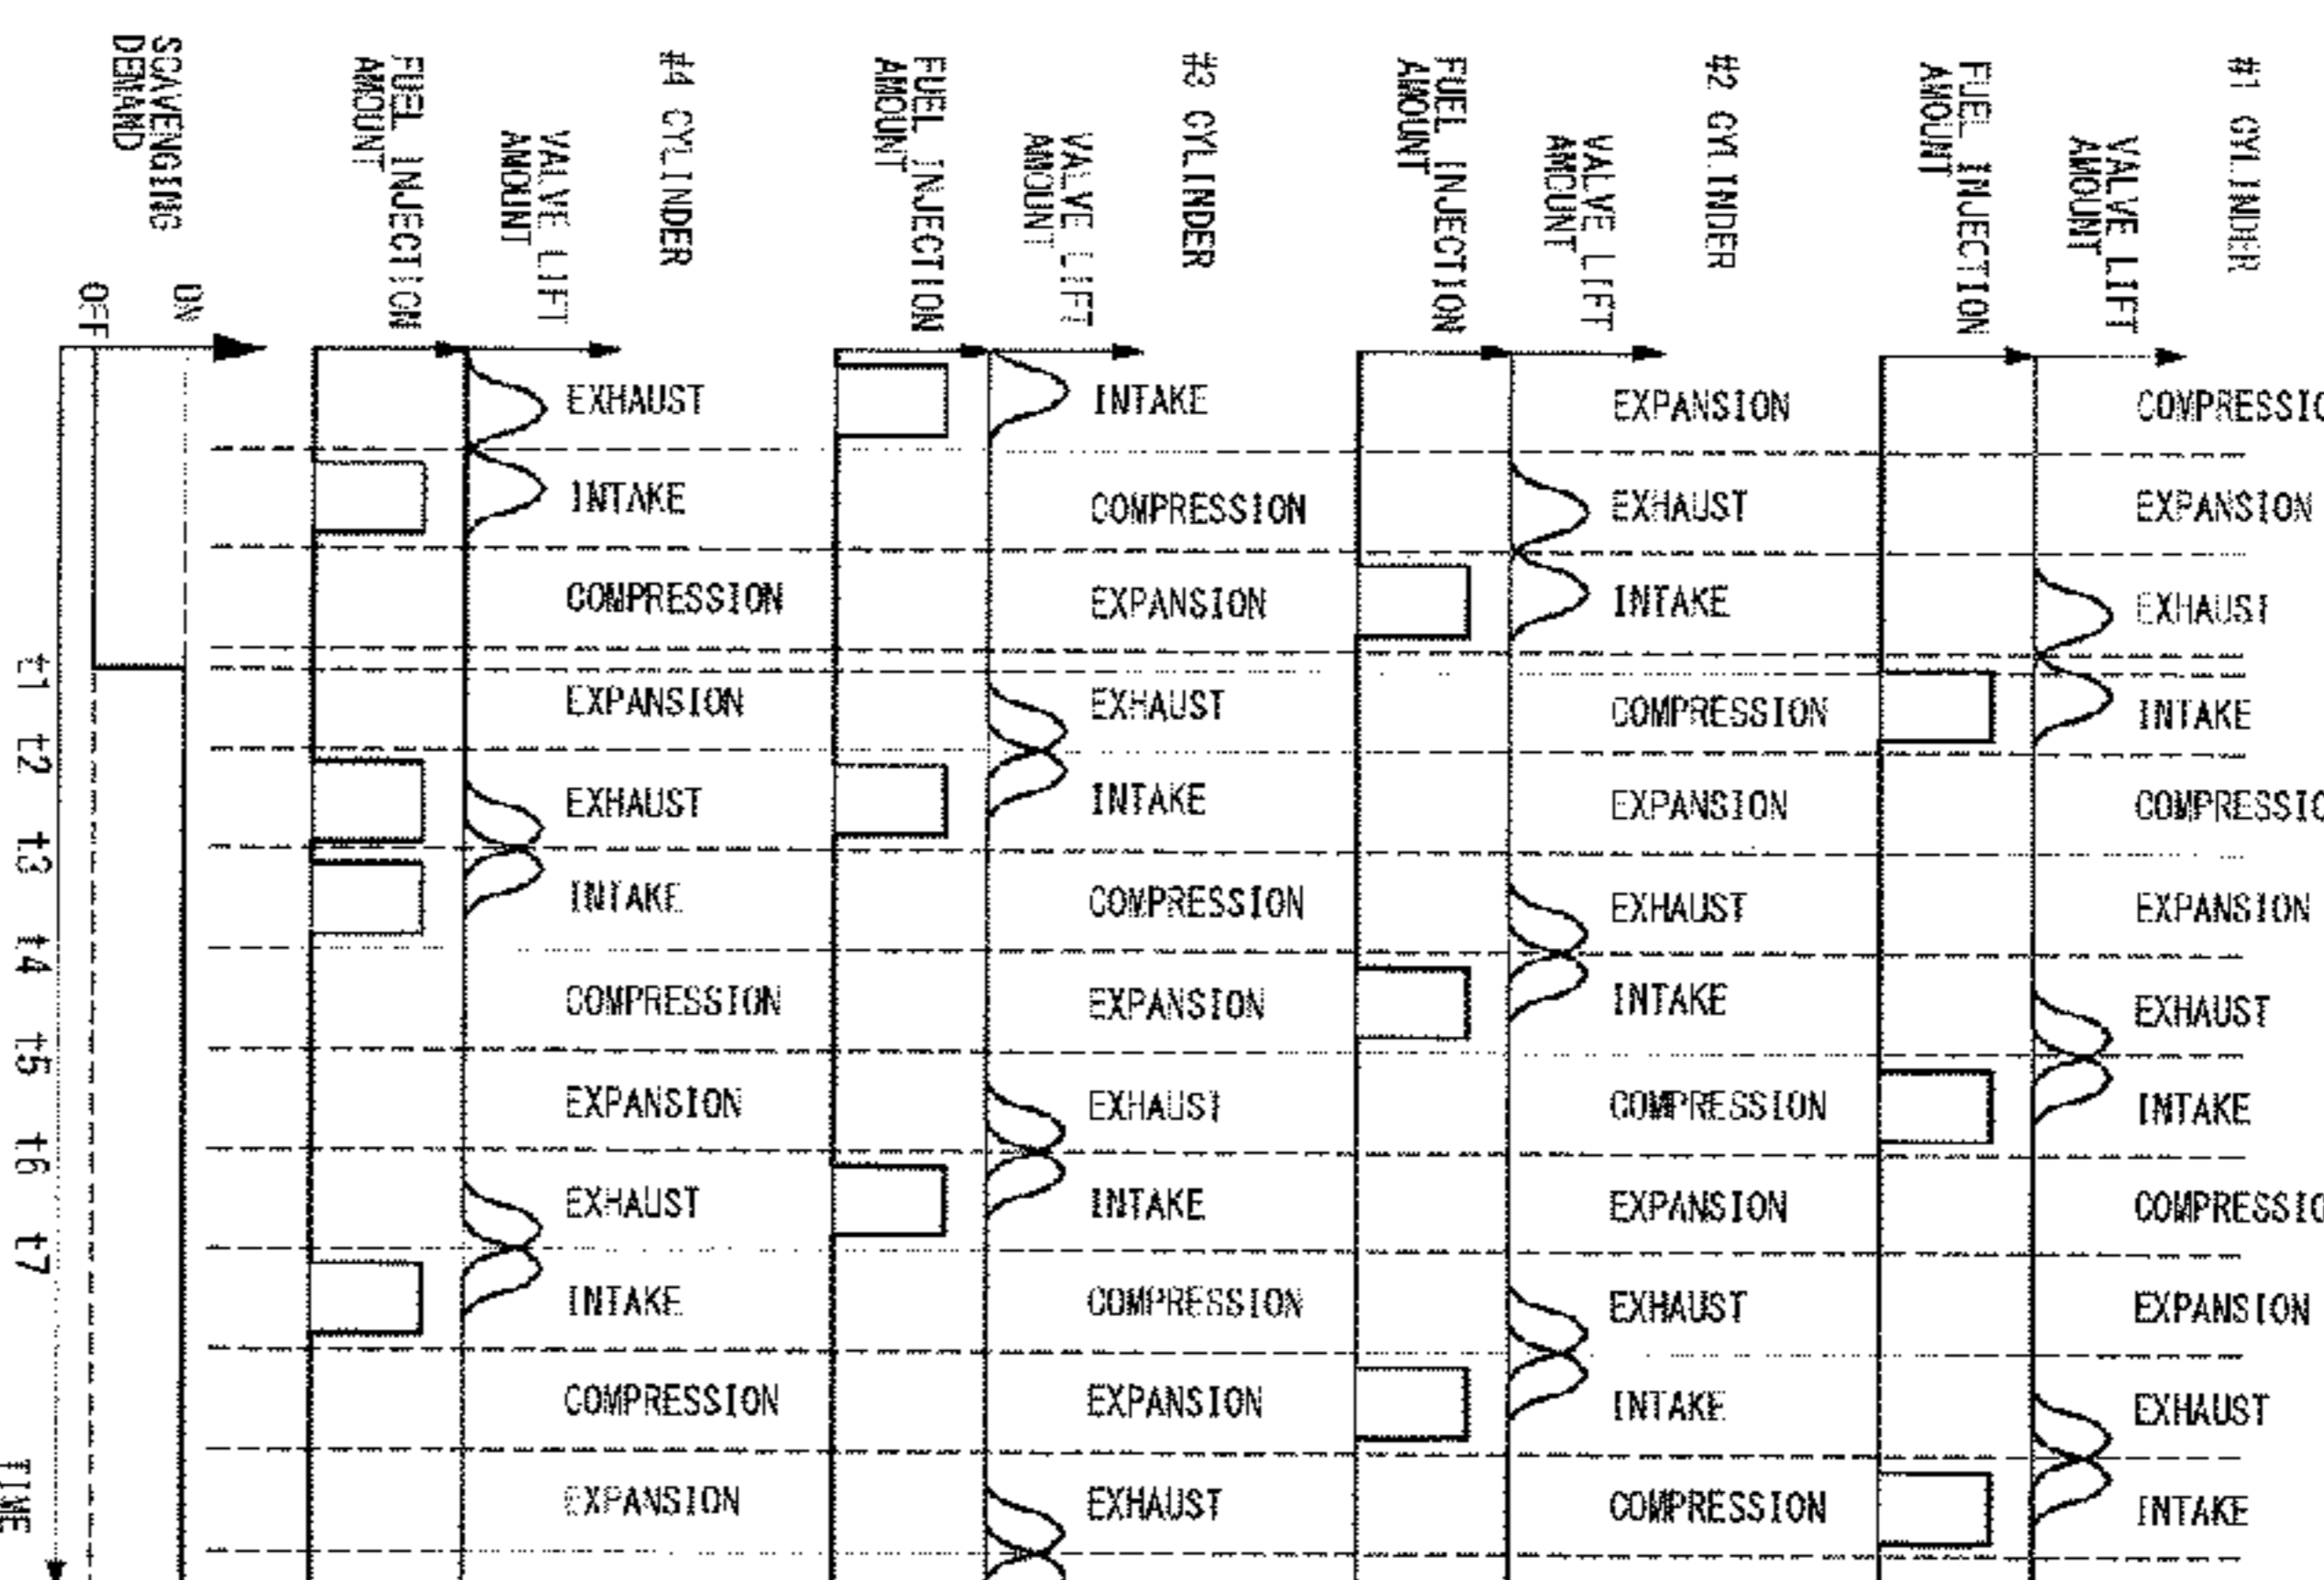 #1 CYLINDER
VALVE LIFT
AMOUNT
FUEL INJECTION
AMOUNT
COMPRESSIO
EXPANSION
EXHAUST
INTAKE
COMPRESSIO
EXPANSION
EXHAUST
INTAKE
COMPRESSIO
EXPANSION
EXHAUST
INTAKE
#2 CYLINDER
VALVE LIFT
AMOUNT
FUEL INJECTION
AMOUNT
EXPANSION
EXHAUST
INTAKE
COMPRESSION
EXPANSION
EXHAUST
INTAKE
COMPRESSION
EXPANSION
EXHAUST
INTAKE
COMPRESSION
#3 CYLINDER
VALVE LIFT
AMOUNT
FUEL INJECTION
AMOUNT
INTAKE
COMPRESSION
EXPANSION
EXHAUST
INTAKE
COMPRESSION
EXPANSION
EXHAUST
INTAKE
COMPRESSION
EXPANSION
EXHAUST
#4 CYLINDER
VALVE LIFT
AMOUNT
FUEL INJECTION
AMOUNT
EXHAUST
INTAKE
COMPRESSION
EXPANSION
EXHAUST
INTAKE
COMPRESSION
EXPANSION
EXHAUST
INTAKE
COMPRESSION
EXPANSION
SCAVENGING
DEMAND
ON
OFF
t1 t2 t3 t4 t5 t6 t7
TIME